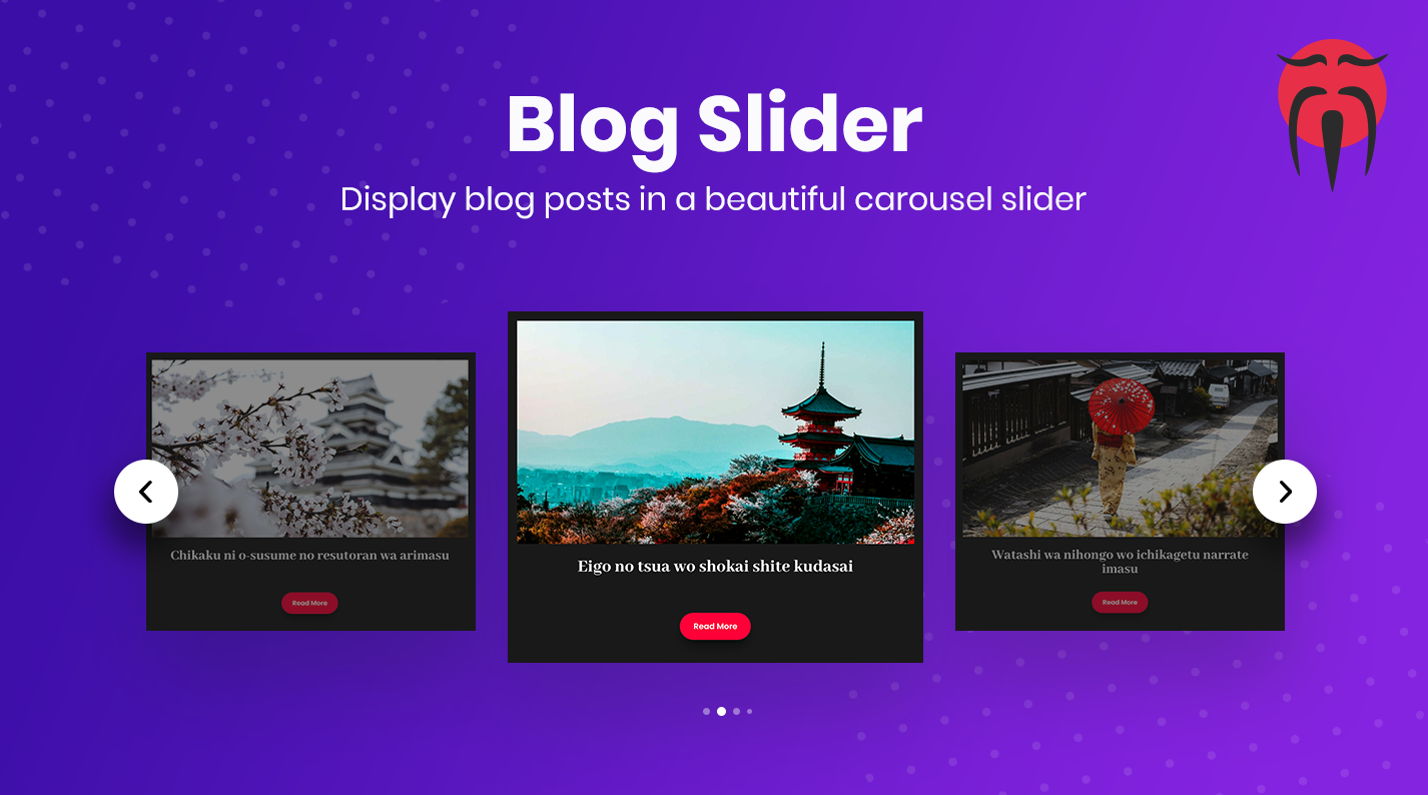 Blog Slider
Display blog posts in a beautiful carousel slider
Chikaku ni o-susume no resutoran wa arimasu
Read More
Eigo no tsua wo shokai shite kudasai
Read More
Watashi wa nihongo wo ichikagetu narrate
imasu
Read More